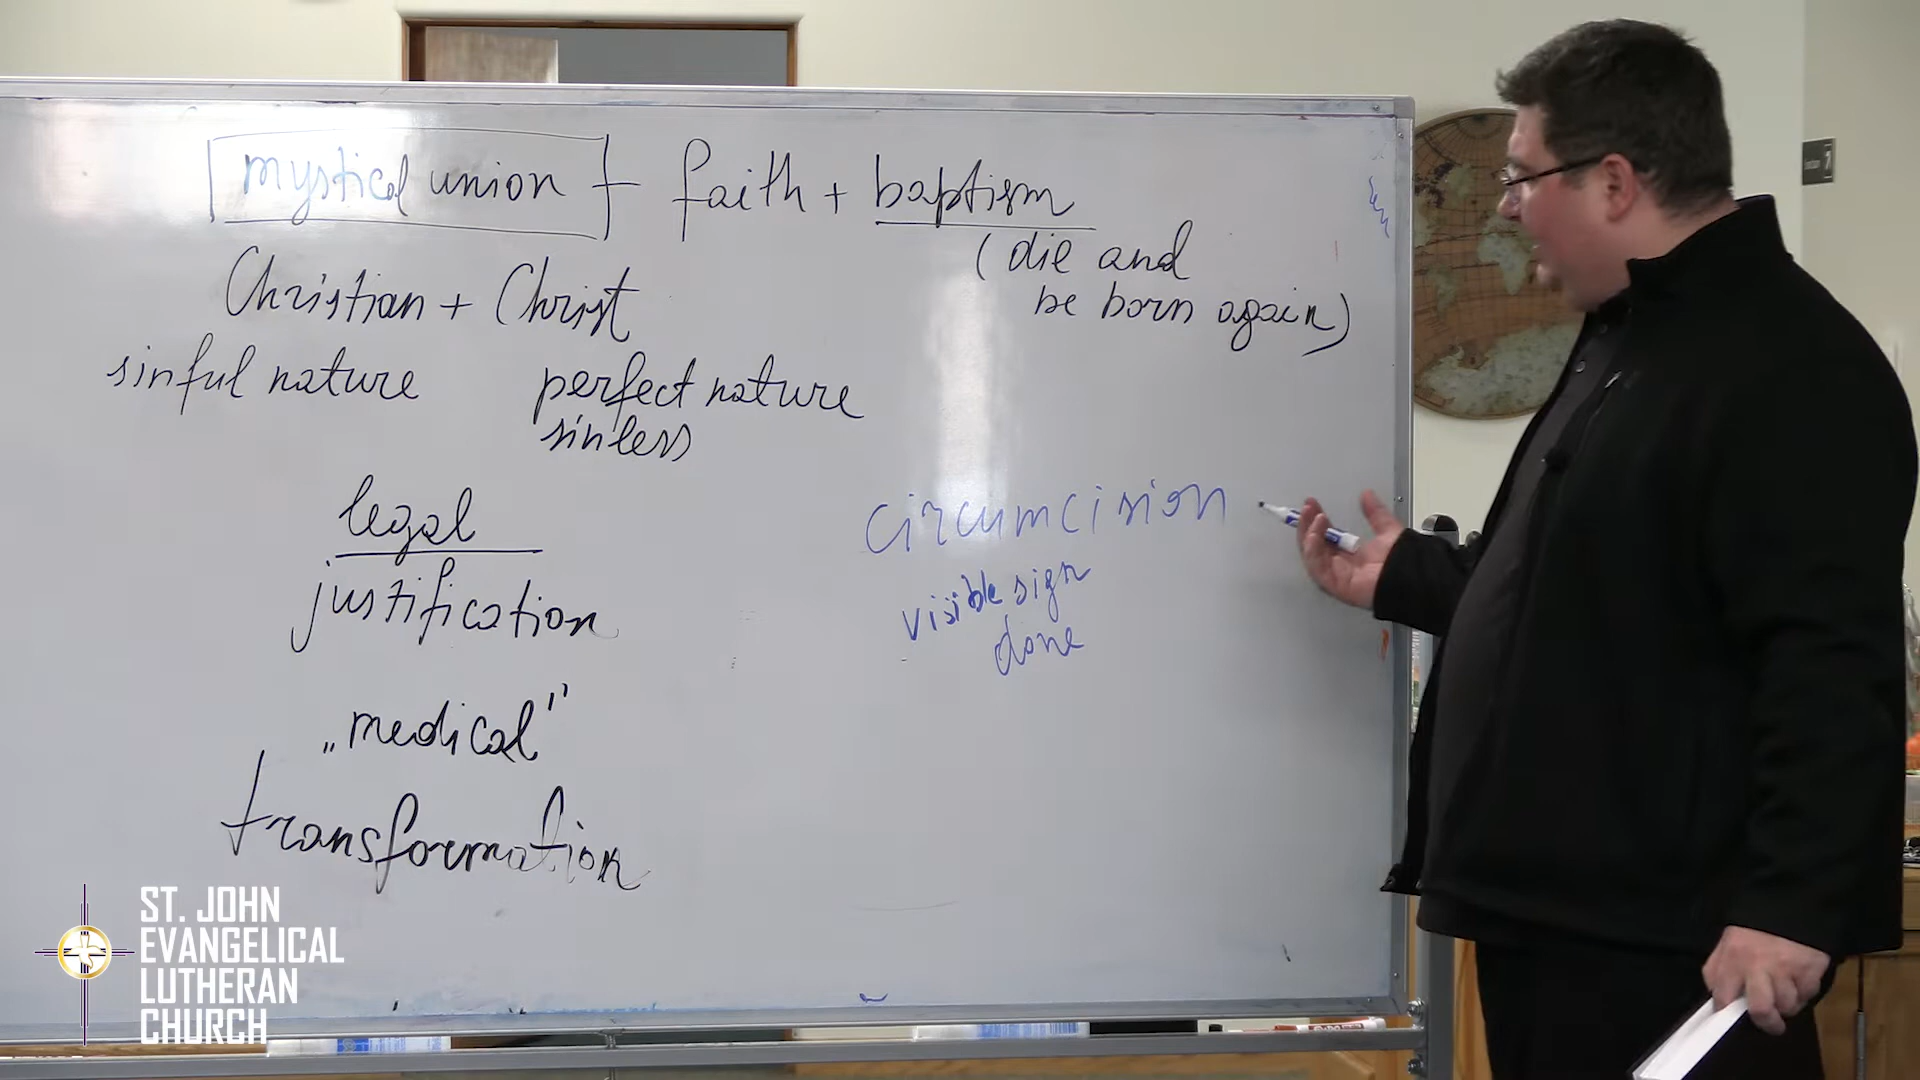 mystical union - faith + baptism
(die and
be born again)
Christian + Christ
sinful nature perfect nature
sinless
legal
justification
„medical"
transformation
circumcision
visible sign
done
ST. JOHN
EVANGELICAL
LUTHERAN
CHURCH